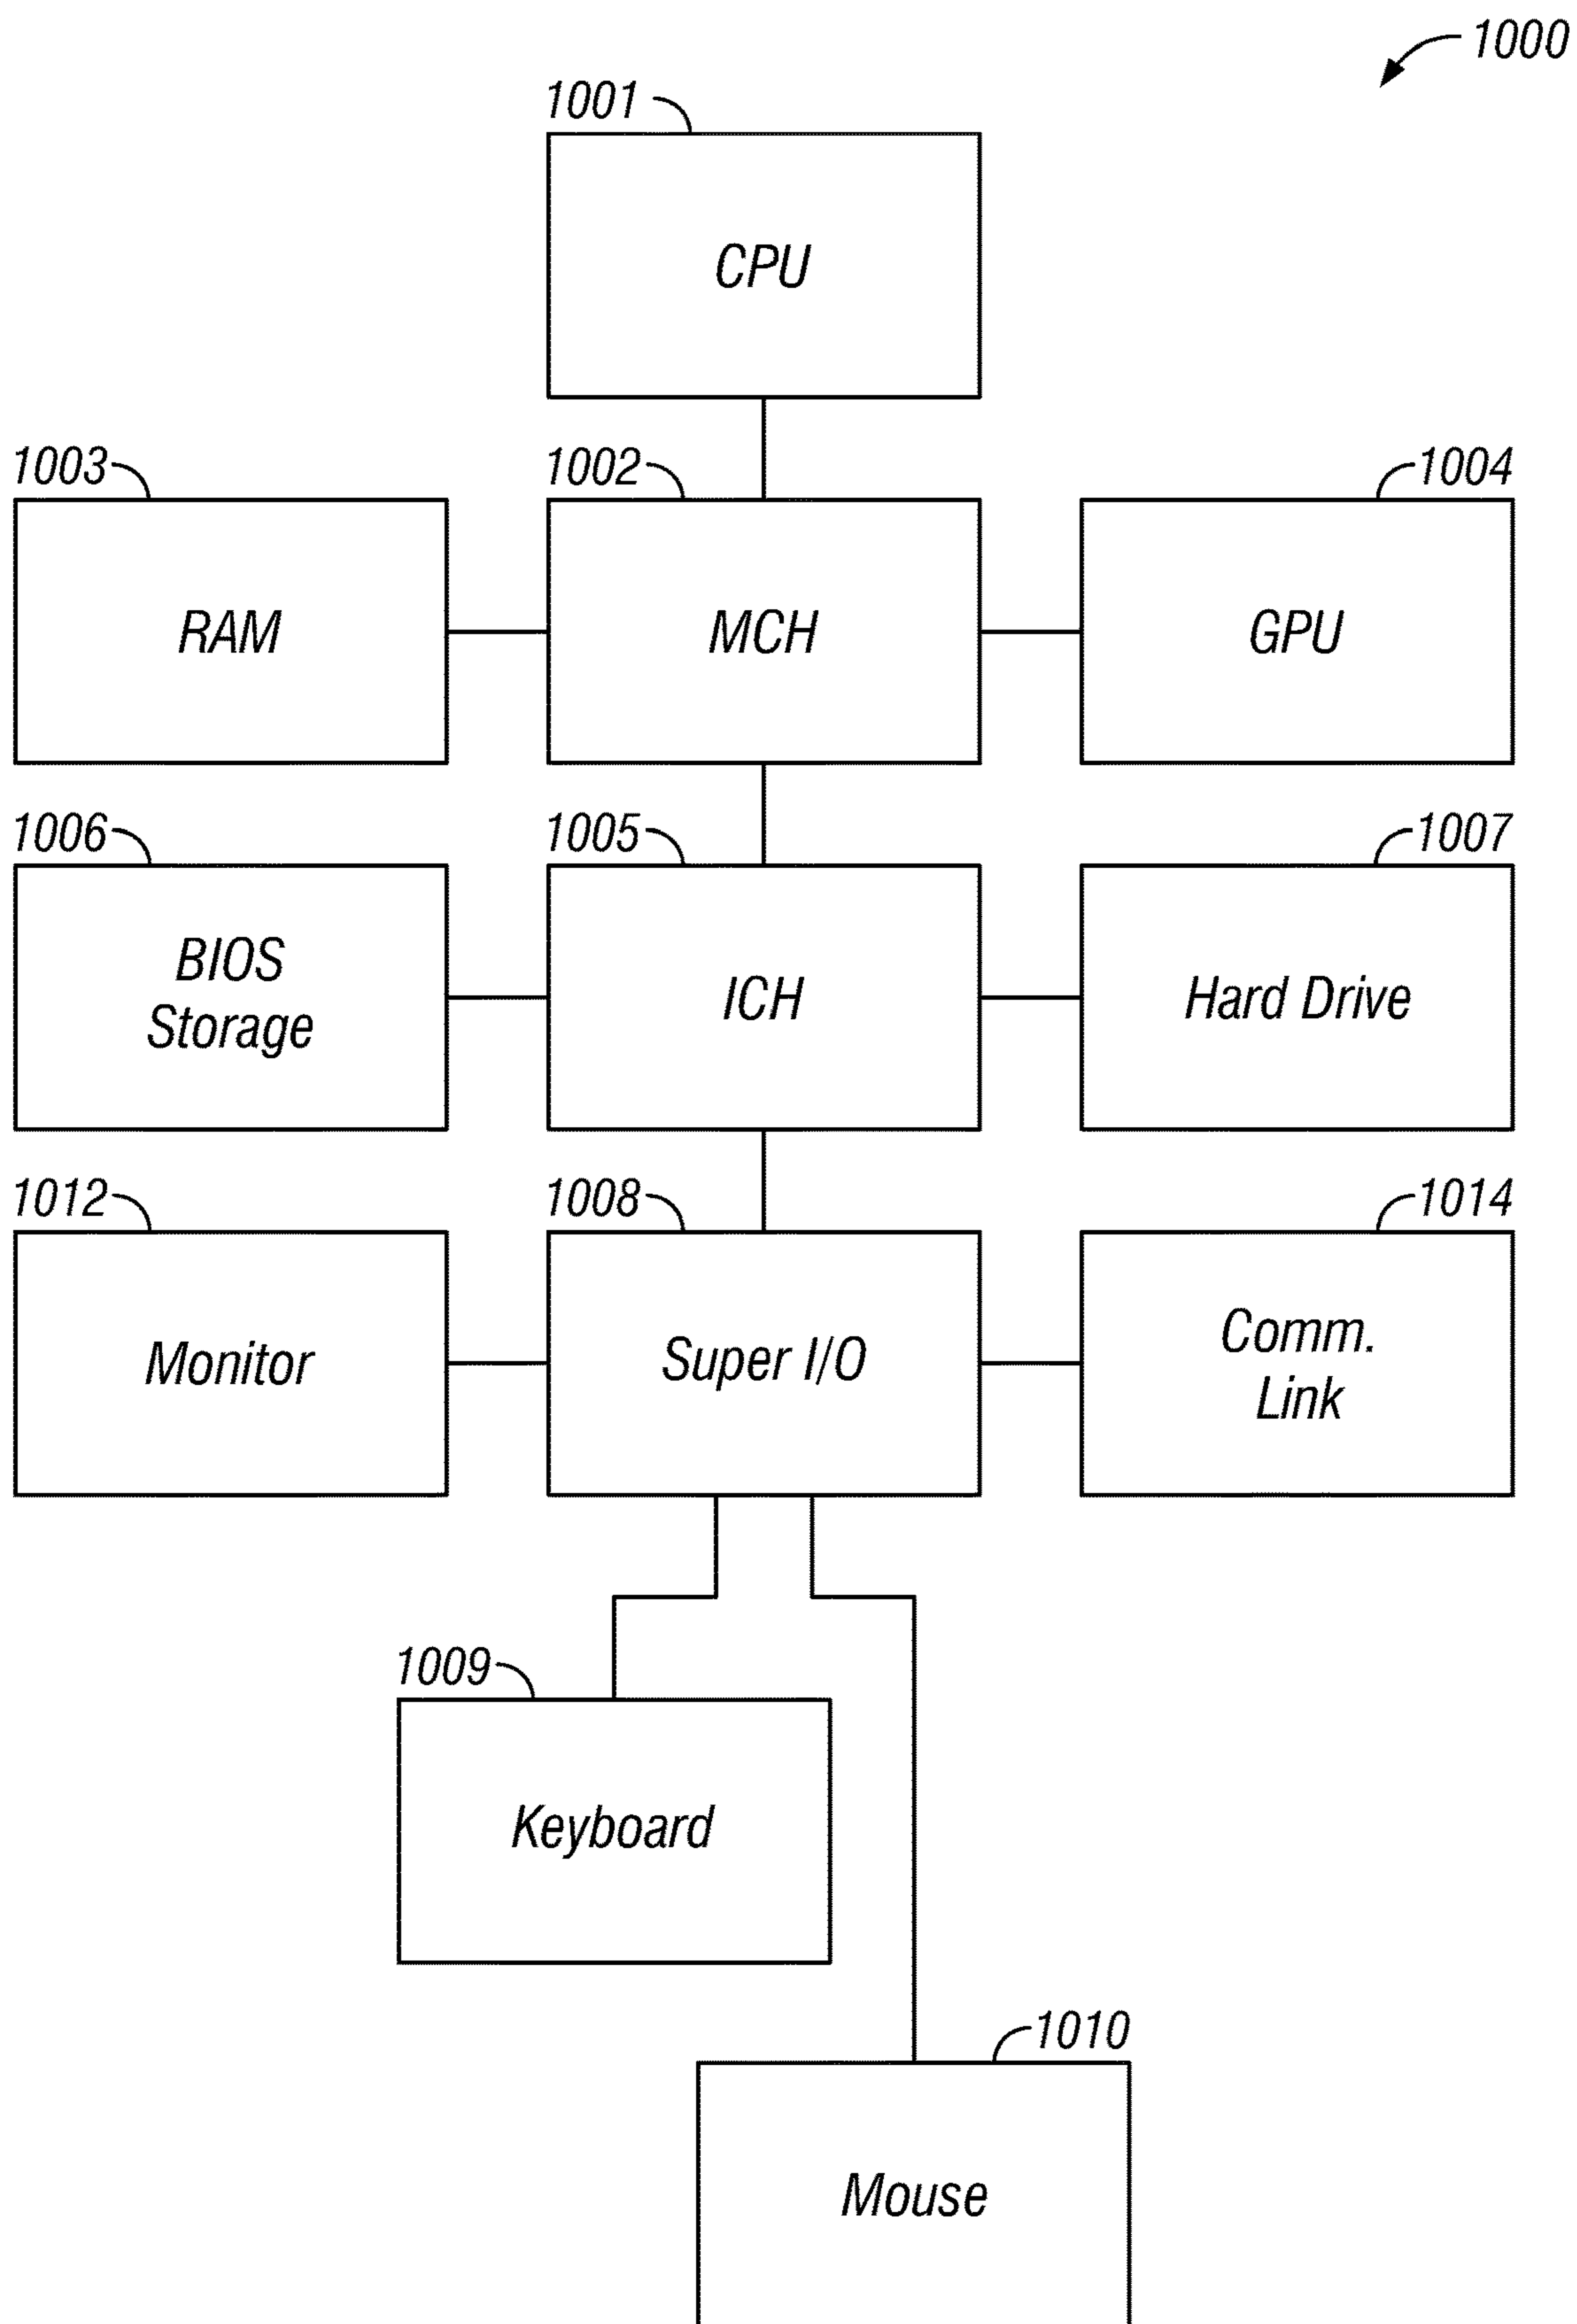 1000
1001
CPU
1003
1002
1004
RAM
MCH
GPU
1006
1005
1007
BIOS
Storage
ICH
Hard Drive
1012
1008
1014
Monitor
Super I/O
Comm.
Link
1009
Keyboard
1010
Mouse